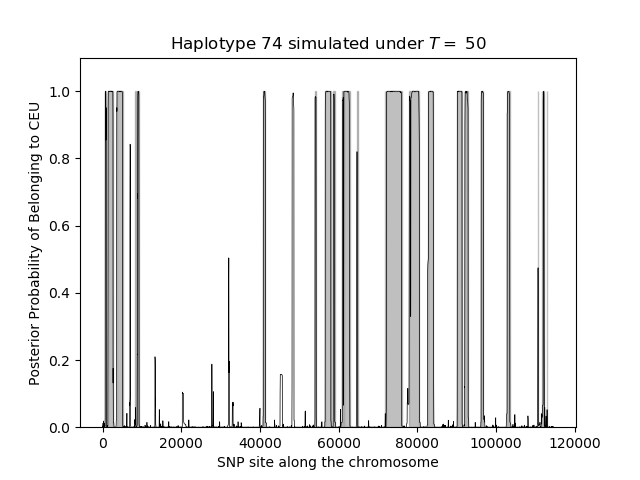 Haplotype 74 simulated under T = 50
Posterior Probability of Belonging to CEU
1.0
0.8
0.6
0.4
0.2
0.0
0 20000 40000 60000 80000 100000 120000
SNP site along the chromosome